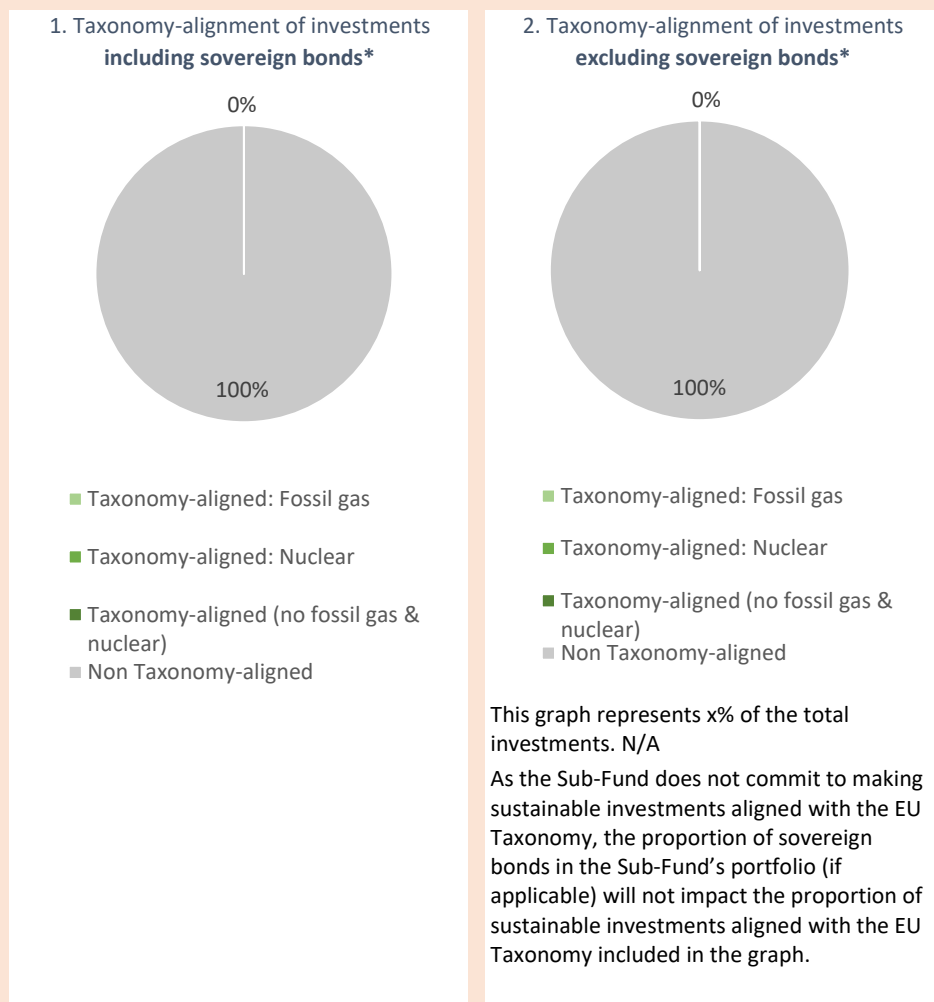 1. Taxonomy-alignment of investments
including sovereign bonds*
0%
100%
Taxonomy-aligned: Fossil gas
Taxonomy-aligned: Nuclear
Taxonomy-aligned (no fossil gas &
nuclear)
Non Taxonomy-aligned
2. Taxonomy-alignment of investments
excluding sovereign bonds*
0%
100%
Taxonomy-aligned: Fossil gas
Taxonomy-aligned: Nuclear
Taxonomy-aligned (no fossil gas &
nuclear)
Non Taxonomy-aligned
This graph represents x% of the total
investments. N/A
As the Sub-Fund does not commit to making
sustainable investments aligned with the EU
Taxonomy, the proportion of sovereign
bonds in the Sub-Fund’s portfolio (if
applicable) will not impact the proportion of
sustainable investments aligned with the EU
Taxonomy included in the graph.